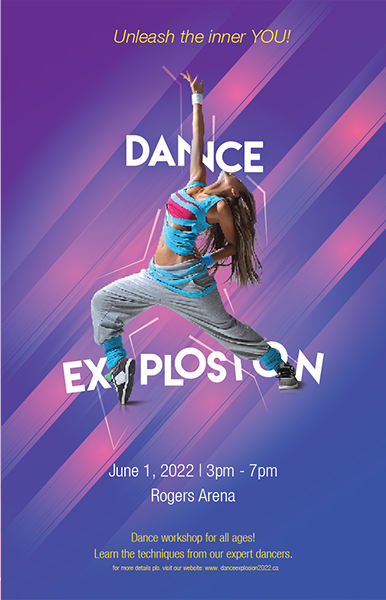 Unleash the inner YOU!
DANCE
EXPLOSION
June 1, 2022 | 3pm - 7pm
Rogers Arena
Dance workshop for all ages!
Learn the techniques from our expert dancers.
for more details pls. visit our website: www. danceexplosion2022.ca